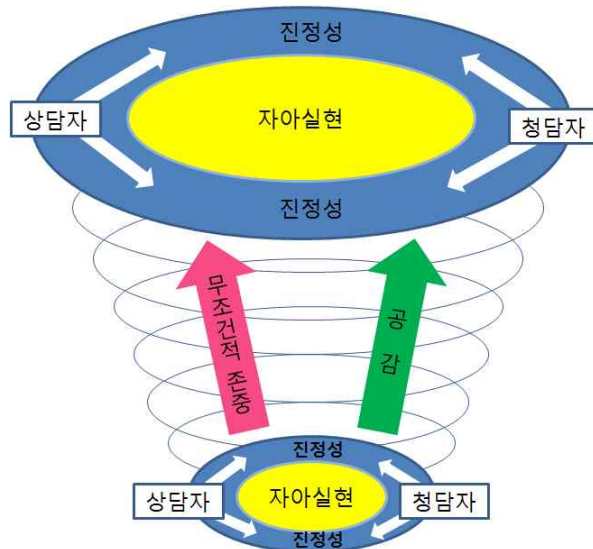 진정성
상담자
자아실현
청담자
진정성
무조건적 존중
공 감
진정성
상담자
자아실현
청담자
진정성